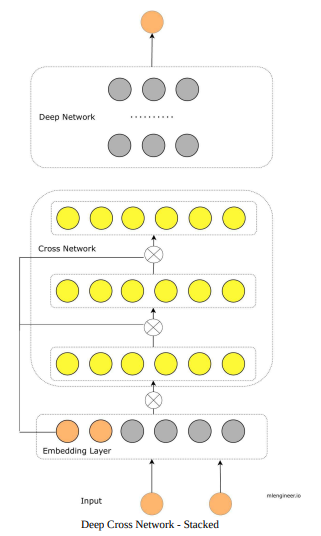 Deep Network
Cross Network
Embedding Layer
mlengineer.io
Input
Deep Cross Network - Stacked